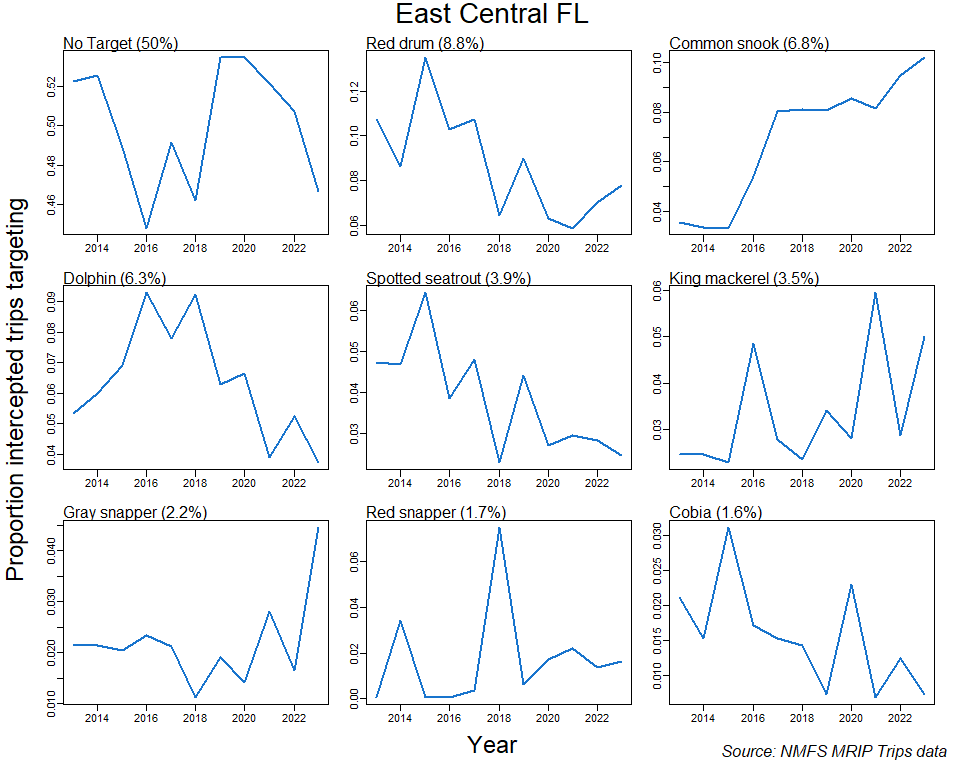 East Central FL
No Target (50%)
Red drum (8.8%)
Common snook (6.8%)
0.46 0.48 0.50 0.52
2014 2016 2018 2020 2022
0.06 0.08 0.10 0.12
2014 2016 2018 2020 2022
0.04 0.06 0.08 0.10
2014 2016 2018 2020 2022
Proportion intercepted trips targeting
Dolphin (6.3%)
Spotted seatrout (3.9%)
King mackerel (3.5%)
0.04 0.05 0.06 0.07 0.08 0.09
2014 2016 2018 2020 2022
0.03 0.04 0.05 0.06
2014 2016 2018 2020 2022
0.03 0.04 0.05 0.06
2014 2016 2018 2020 2022
Gray snapper (2.2%)
Red snapper (1.7%)
Cobia (1.6%)
0.010 0.020 0.030 0.040
2014 2016 2018 2020 2022
0.00 0.02 0.04 0.06
2014 2016 2018 2020 2022
0.010 0.015 0.020 0.025 0.030
2014 2016 2018 2020 2022
Year
Source: NMFS MRIP Trips data